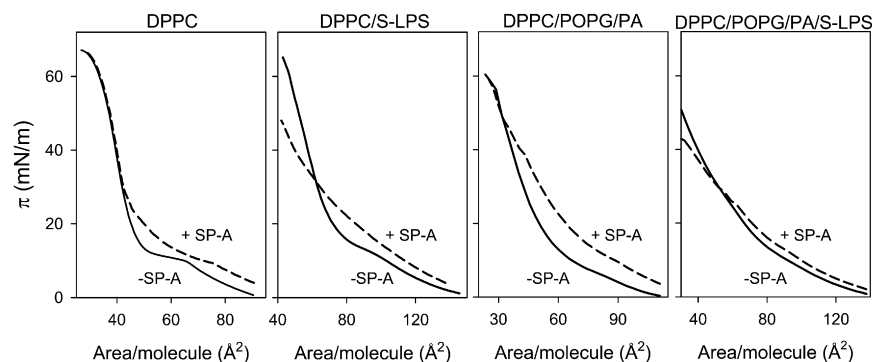 DPPC DPPC/S-LPS DPPC/POPG/PA DPPC/POPG/PA/S-LPS
60
40
20
0
π (mN/m)
+ SP-A
-SP-A
+ SP-A
-SP-A
+ SP-A
-SP-A
+ SP-A
-SP-A
40 60 80 40 80 120 30 60 90 40 80 120
Area/molecule (Å²) Area/molecule (Å²) Area/molecule (Å²) Area/molecule (Å²)